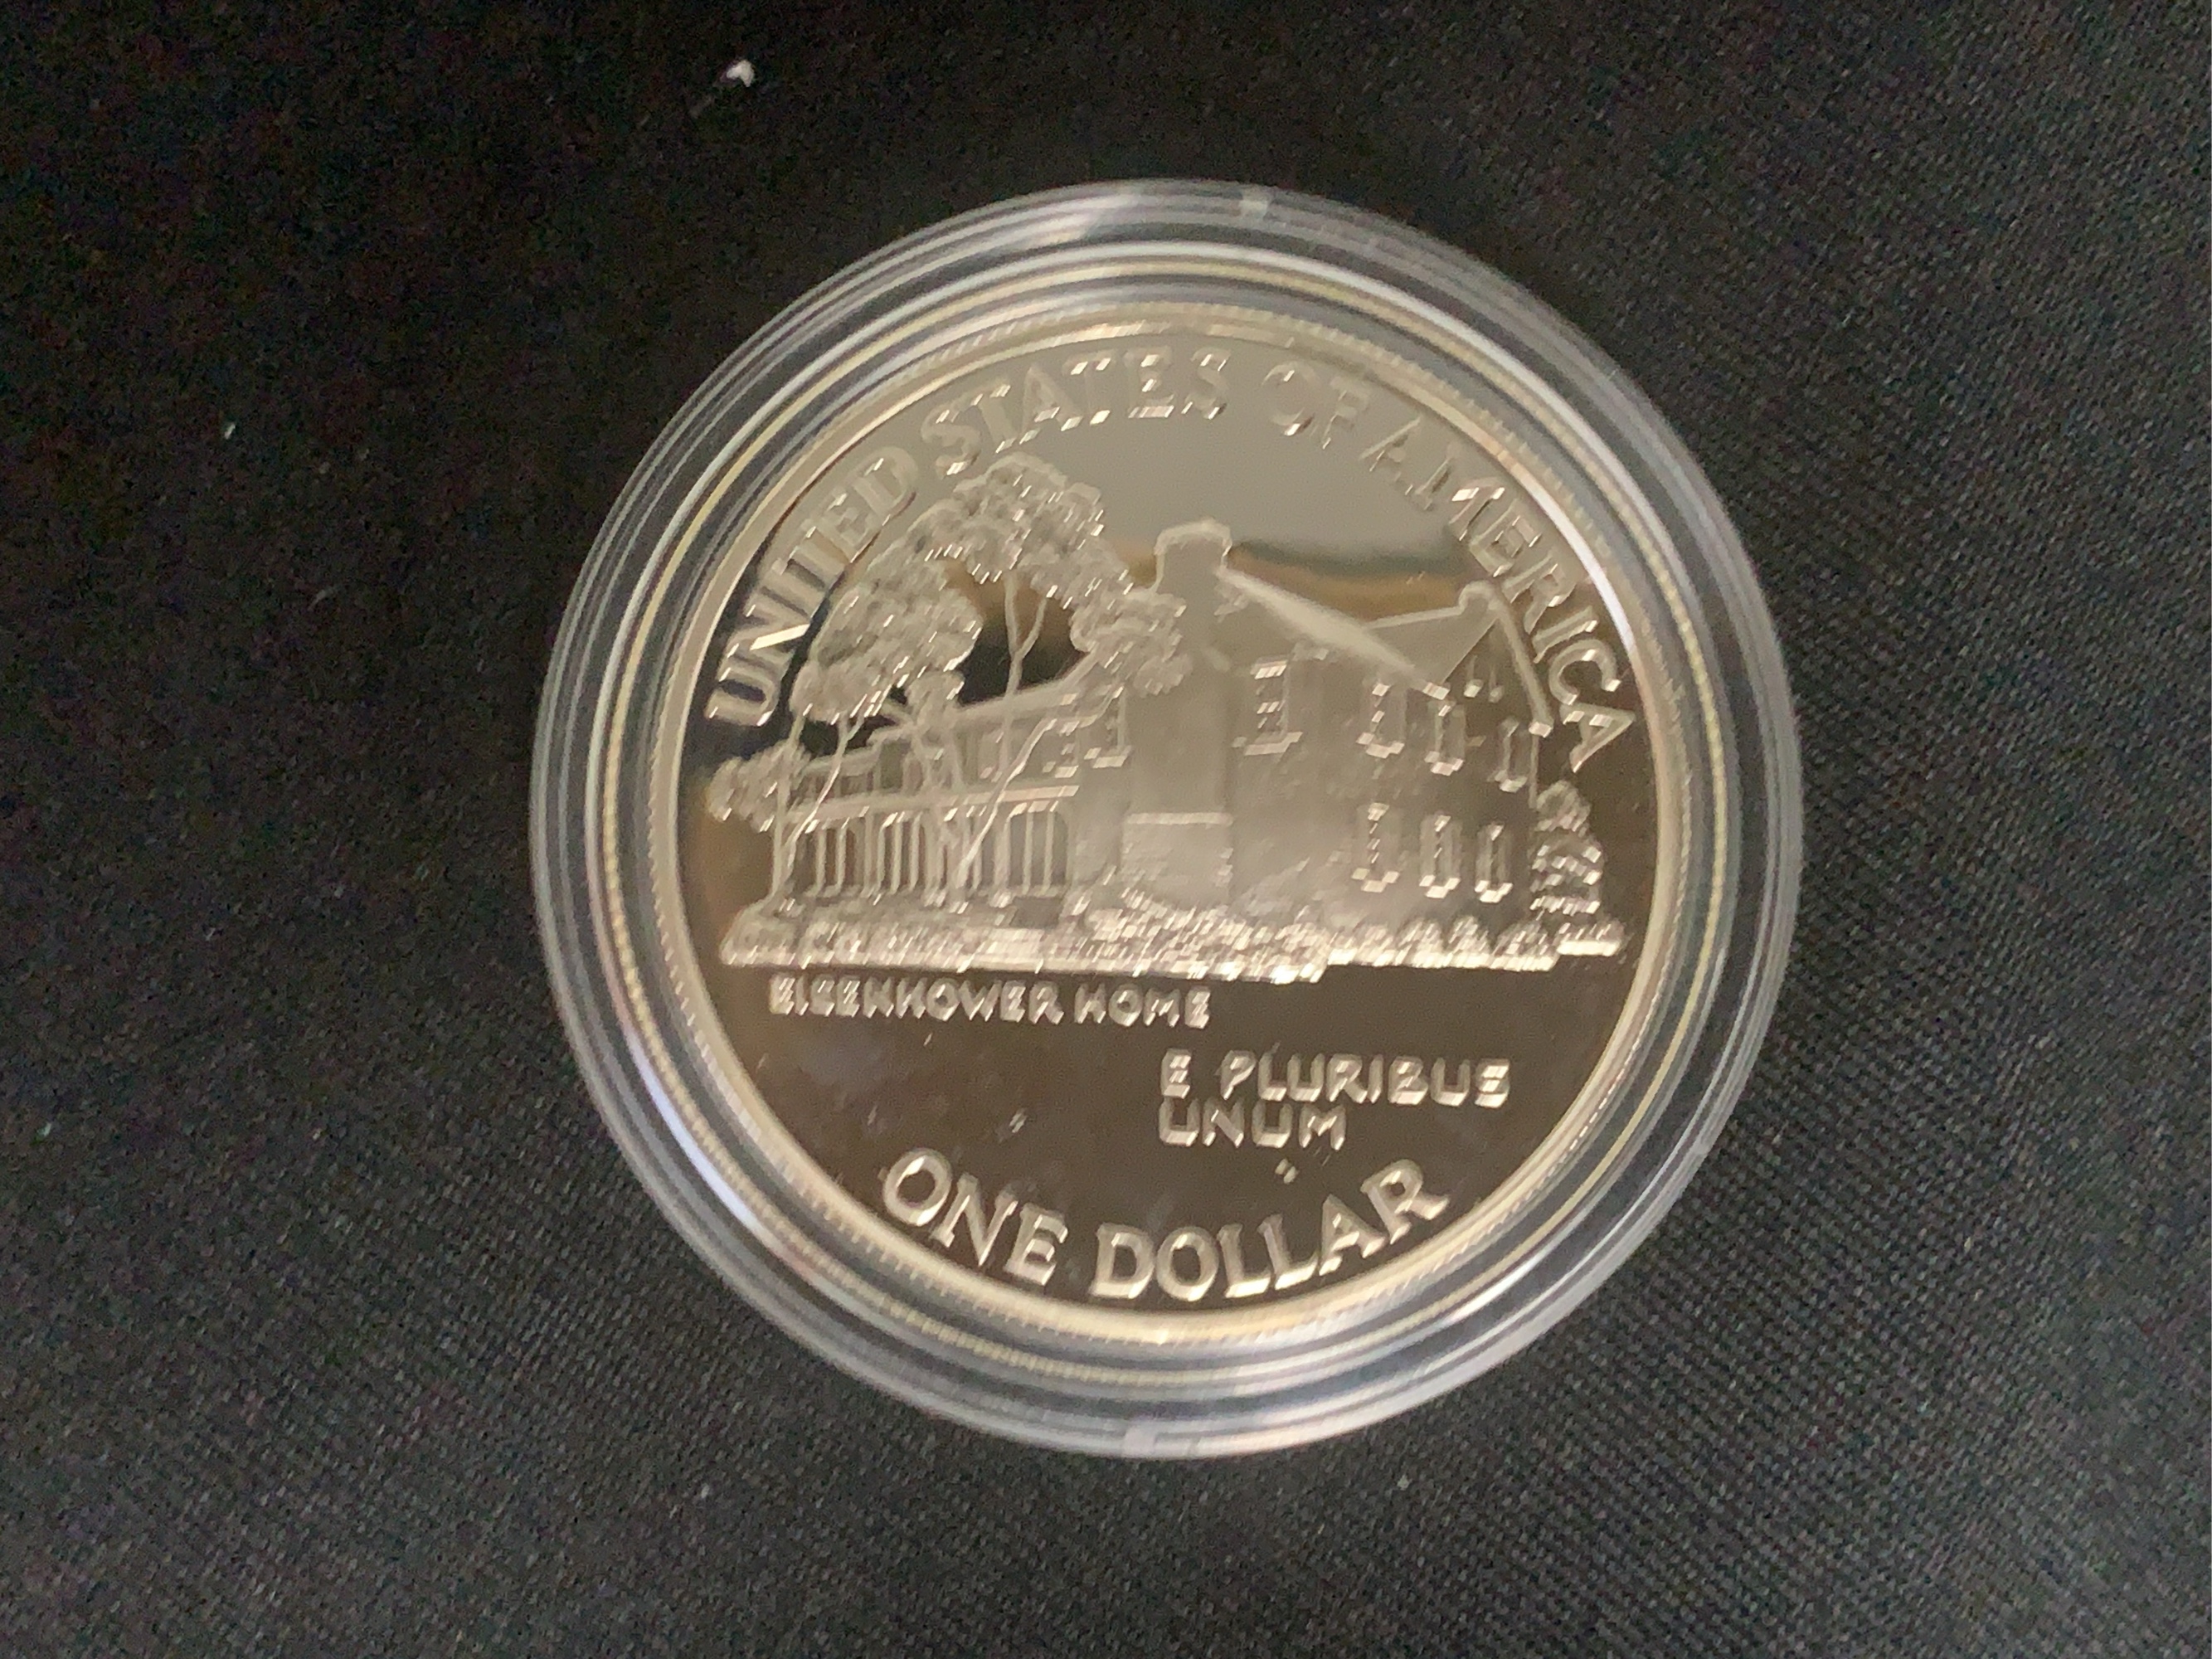 UNITED STATES OF AMERICA
EISENHOWER HOME
E PLURIBUS
UNUM
ONE DOLLAR